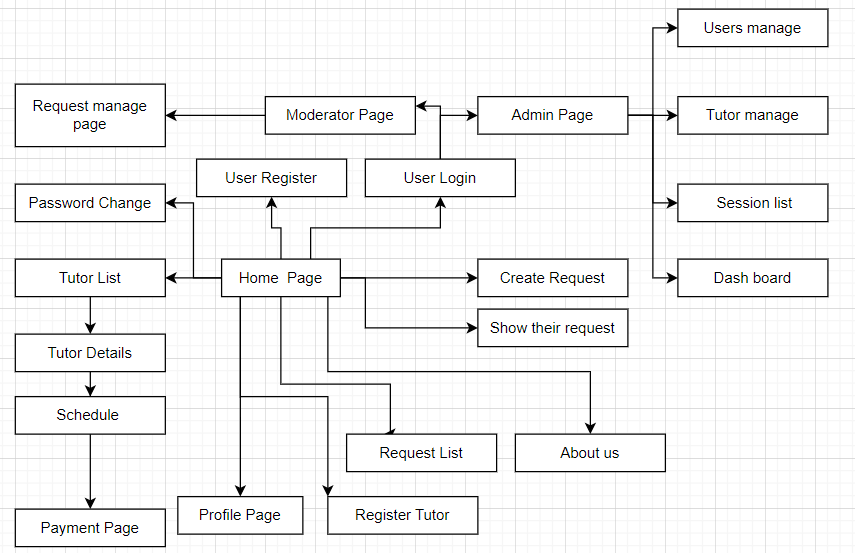 Users manage
Request manage
page
Moderator Page
Admin Page
Tutor manage
User Register
User Login
Password Change
Session list
Tutor List
Home  Page
Create Request
Dash board
Show their request
Tutor Details
Schedule
Request List
About us
Profile Page
Register Tutor
Payment Page